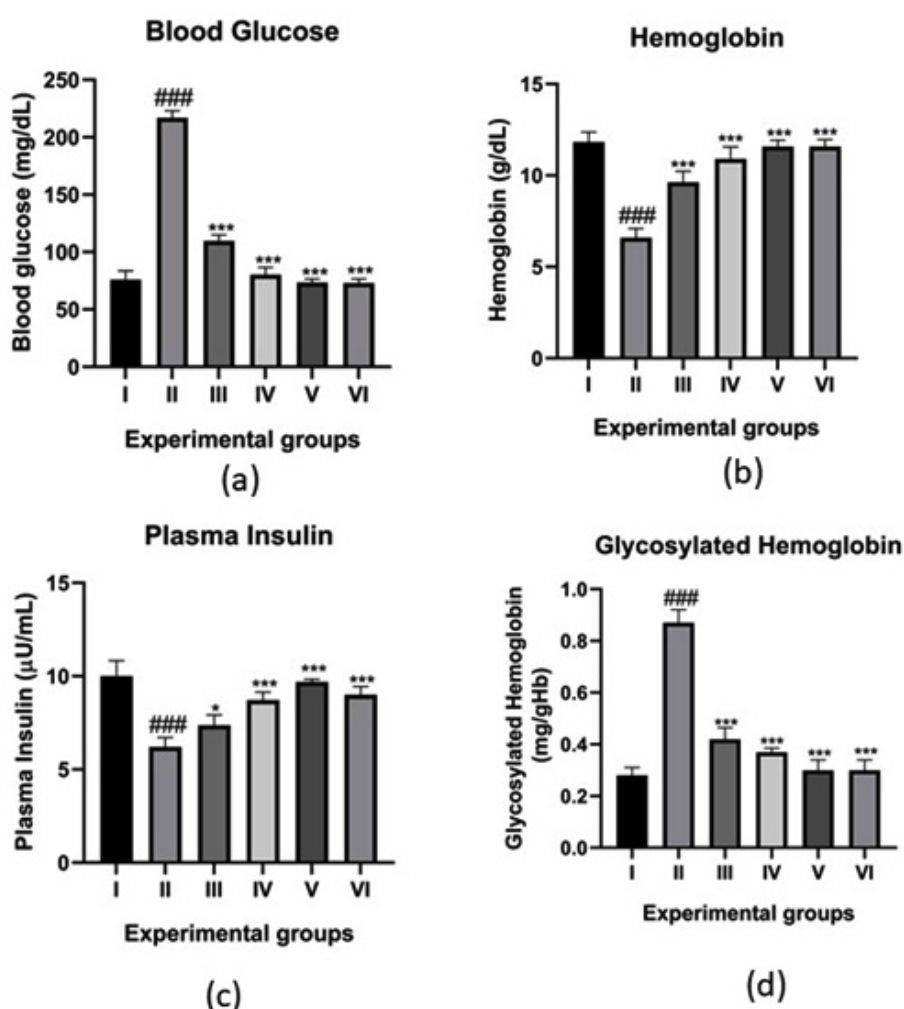 Blood Glucose
Blood glucose (mg/dL)
250
200
150
100
50
0
###
***
***
***
***
I II III IV V VI
Experimental groups
(a)
Hemoglobin
Hemoglobin (g/dL)
15
10
5
0
###
***
***
***
***
I II III IV V VI
Experimental groups
(b)
Plasma Insulin
Plasma Insulin (μU/mL)
15
10
5
0
###
*
***
***
***
I II III IV V VI
Experimental groups
(c)
Glycosylated Hemoglobin
Glycosylated Hemoglobin
(mg/gHb)
1.0
0.8
0.6
0.4
0.2
0.0
###
***
***
***
***
I II III IV V VI
Experimental groups
(d)